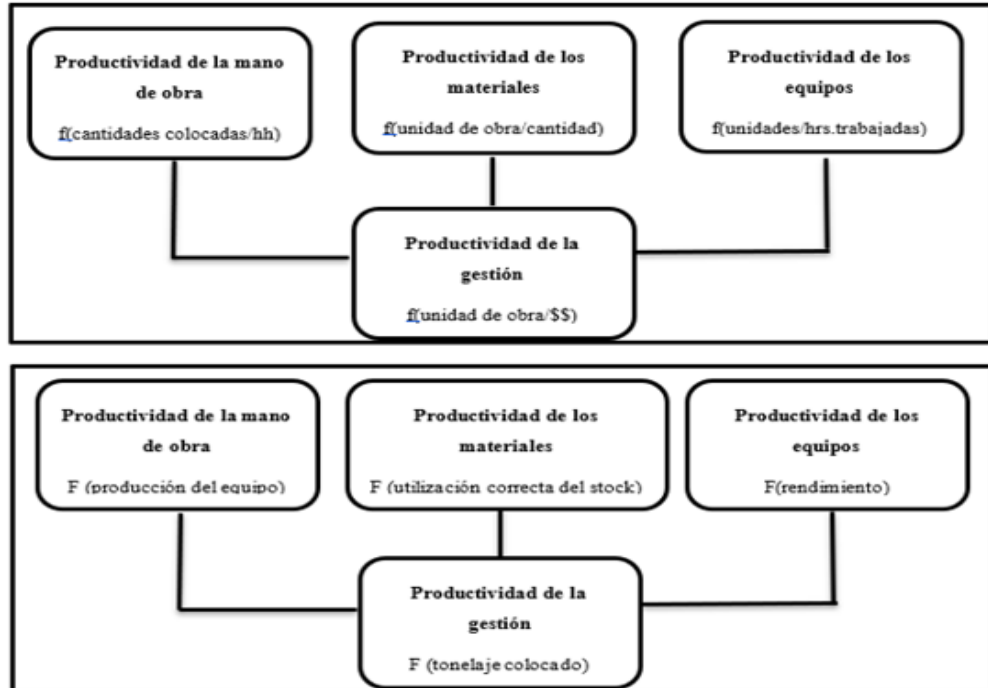 Productividad de la mano
de obra
f(cantidades colocadas/hh)
Productividad de los
materiales
f(unidad de obra/cantidad)
Productividad de los
equipos
f(unidades/hrs.trabajadas)
Productividad de la
gestión
f(unidad de obra/$$)
Productividad de la mano
de obra
F (producción del equipo)
Productividad de los
materiales
F (utilización correcta del stock)
Productividad de los
equipos
F(rendimiento)
Productividad de la
gestión
F (tonelaje colocado)